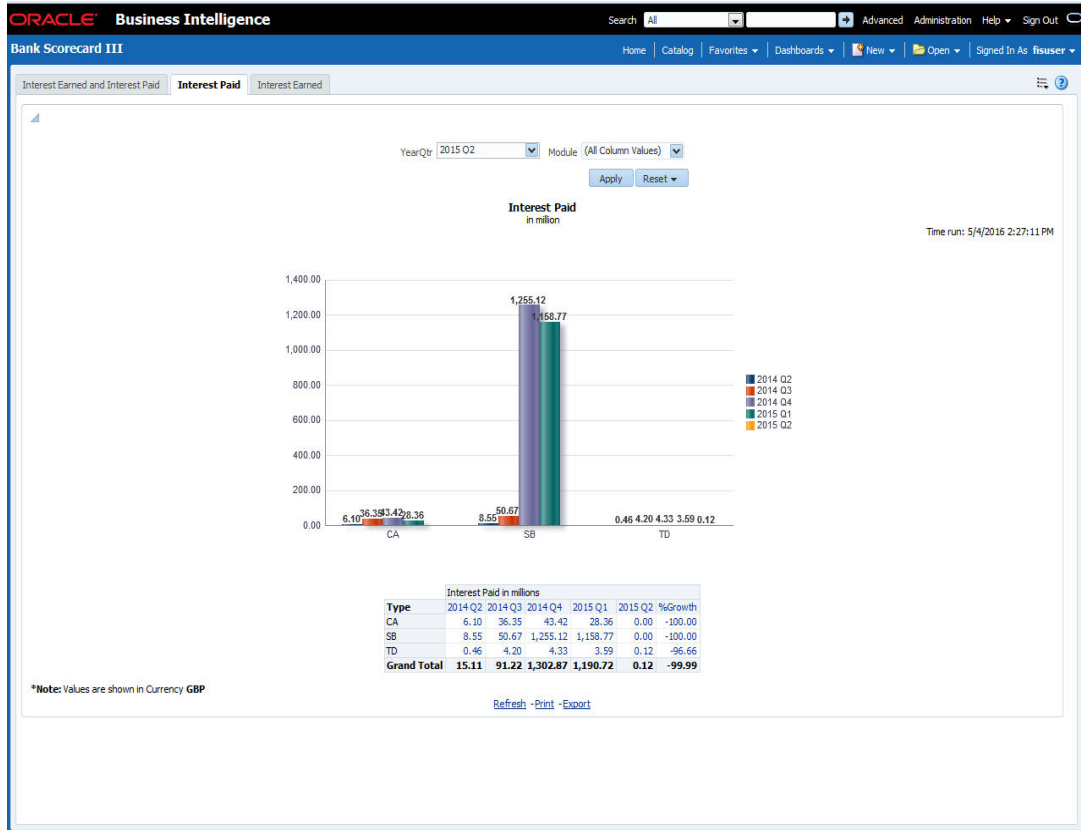 ORACLE Business Intelligence Search All Advanced Administration Help Sign Out
Bank Scorecard III Home Catalog Favorites Dashboards New Open Signed In As fisuser
Interest Earned and Interest Paid Interest Paid Interest Earned
YearQtr 2015 Q2 Module (All Column Values)
Apply Reset
Interest Paid
in million
Time run: 5/4/2016 2:27:11 PM
1,400.00
1,200.00
1,000.00
800.00
600.00
400.00
200.00
0.00
6.10 36.35 43.42 28.36
8.55 50.67 1,255.12 1,158.77
0.46 4.20 4.33 3.59 0.12
CA SB TD
2014 Q2
2014 Q3
2014 Q4
2015 Q1
2015 Q2
Interest Paid in millions
Type 2014 Q2 2014 Q3 2014 Q4 2015 Q1 2015 Q2 %Growth
CA 6.10 36.35 43.42 28.36 0.00 -100.00
SB 8.55 50.67 1,255.12 1,158.77 0.00 -100.00
TD 0.46 4.20 4.33 3.59 0.12 -96.66
Grand Total 15.11 91.22 1,302.87 1,190.72 0.12 -99.99
*Note: Values are shown in Currency GBP
Refresh -Print -Export